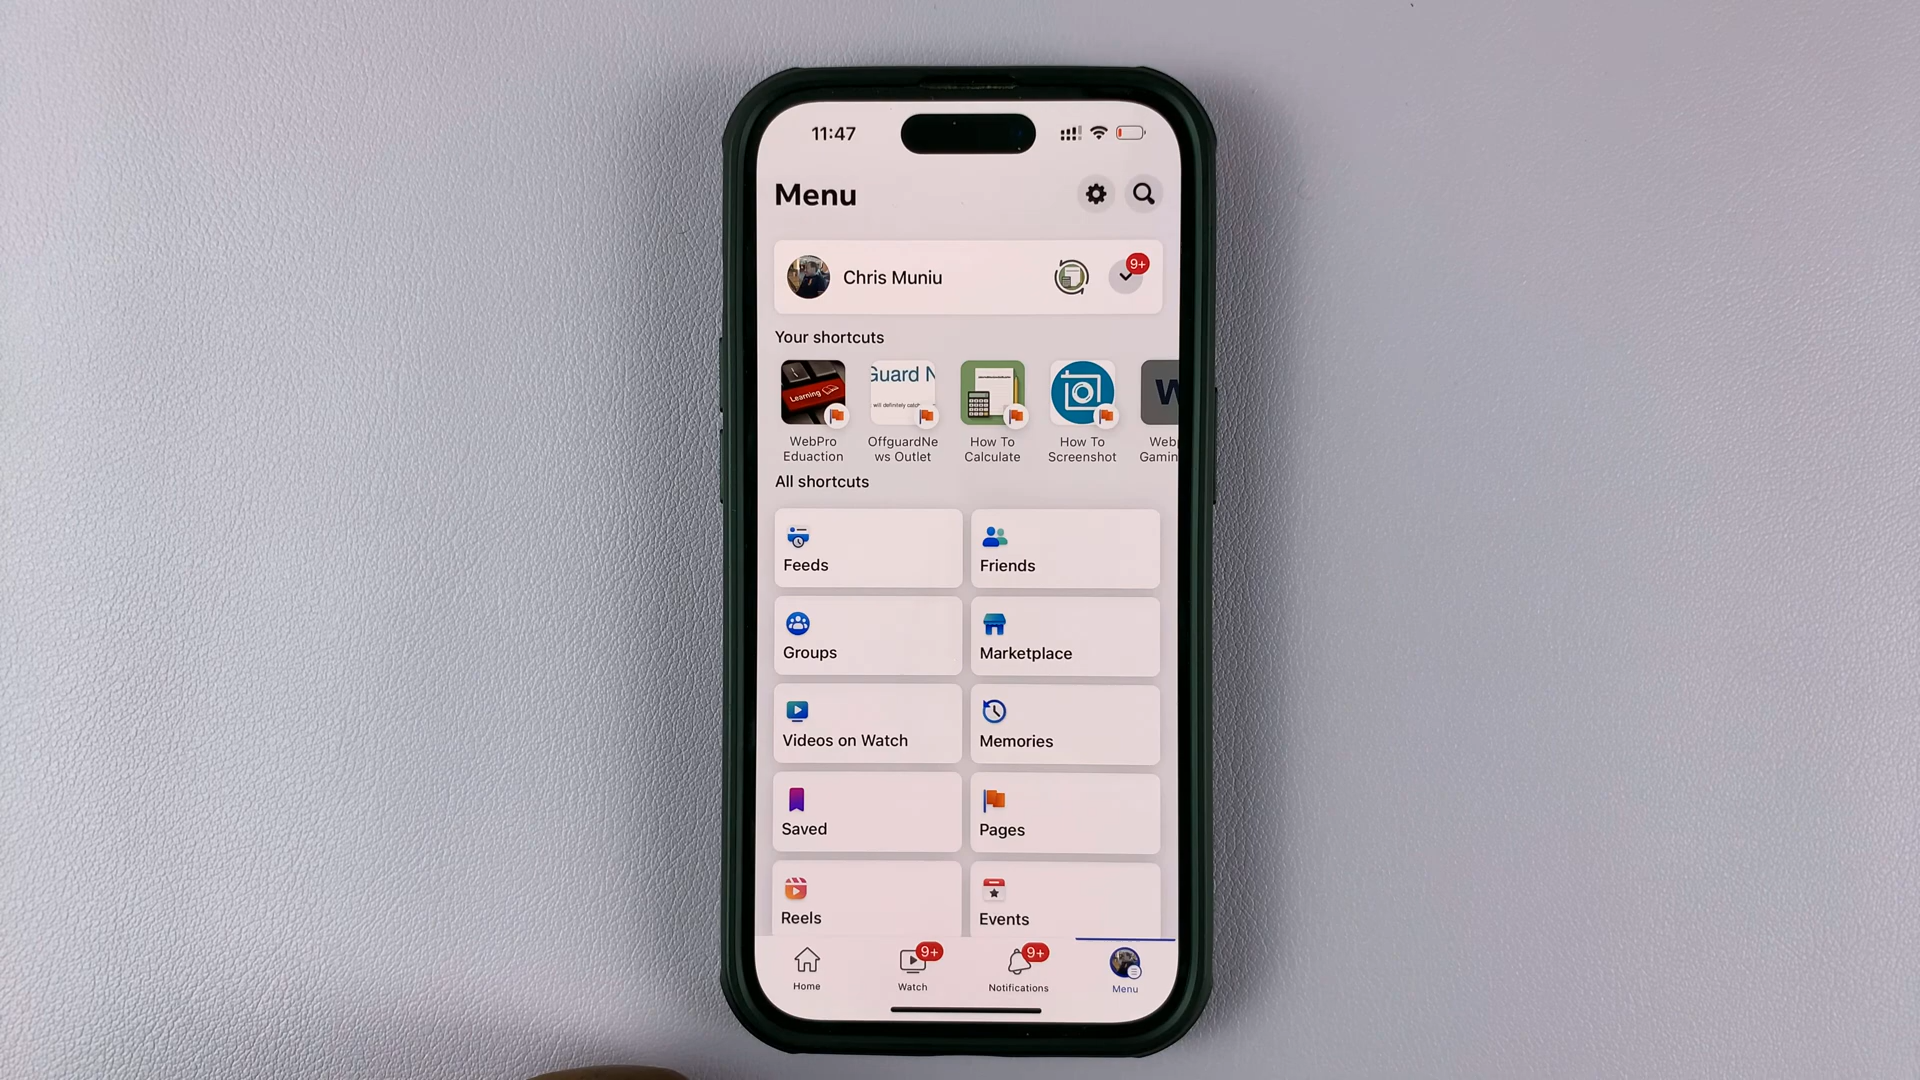 11:47
Menu
Chris Muniu
9+
Your shortcuts
Learning
Guard N
will definitely catch
WebPro
Eduaction
OffguardNe
ws Outlet
How To
Calculate
How To
Screenshot
W
Web
Gamin
All shortcuts
Feeds
Friends
Groups
Marketplace
Videos on Watch
Memories
Saved
Pages
Reels
Events
9+
9+
Home
Watch
Notifications
Menu